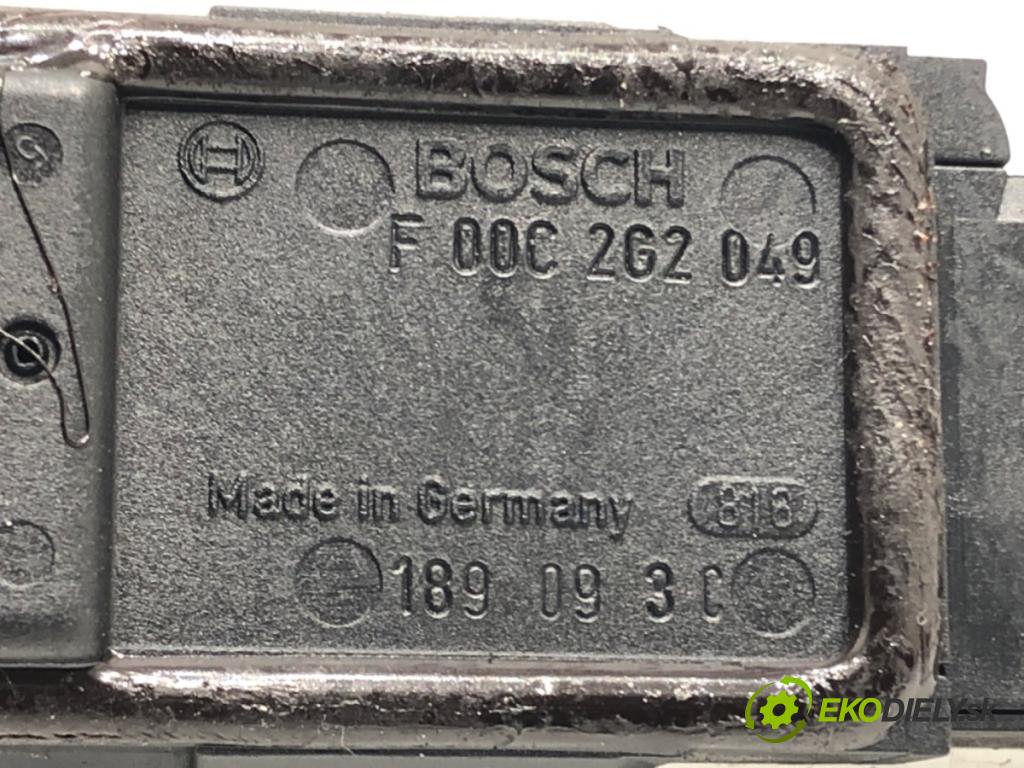 BOSCH
F 00C 2G2 049
Made in Germany 818
189 09 3 C
EKODIELY.sk